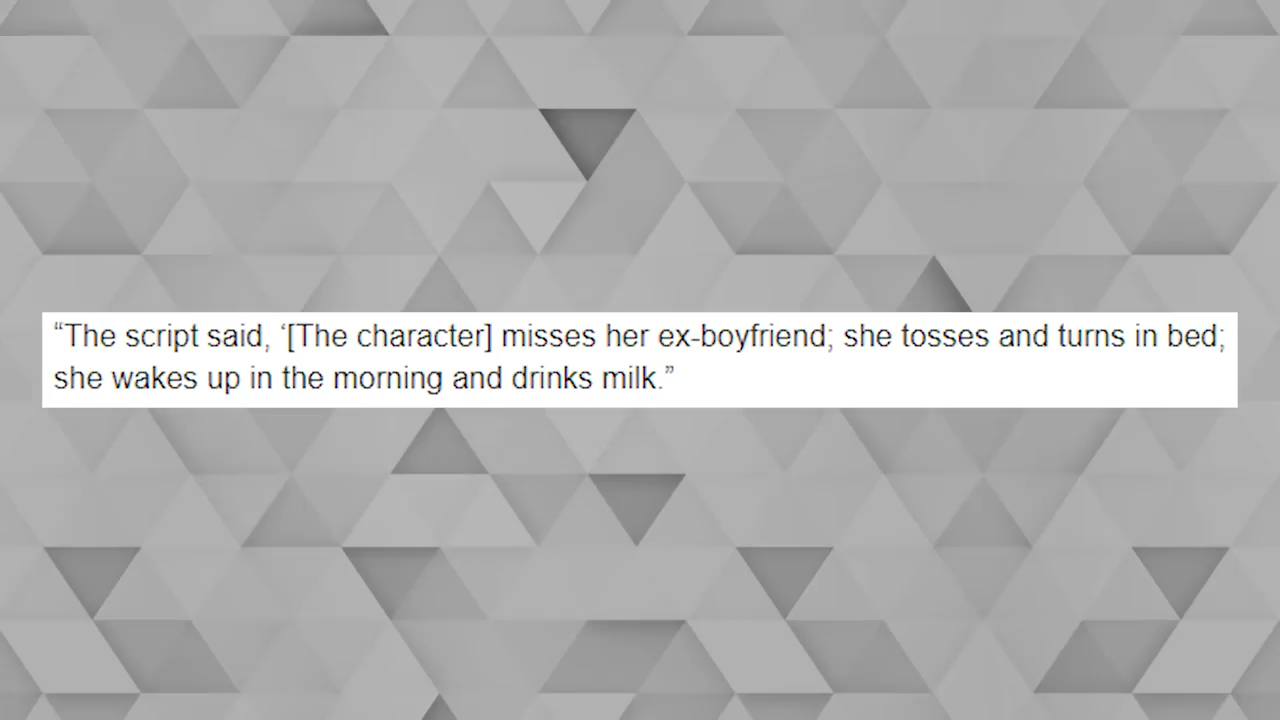 “The script said, ‘[The character] misses her ex-boyfriend; she tosses and turns in bed;
she wakes up in the morning and drinks milk.”